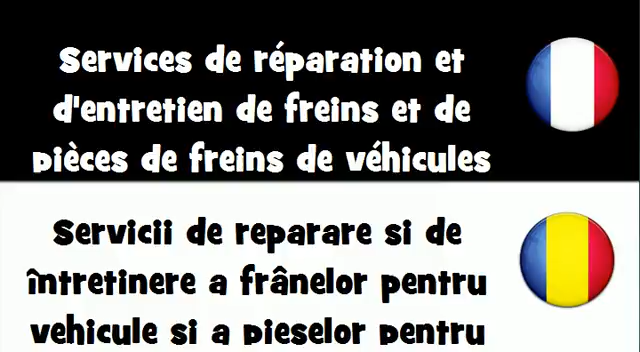 Services de réparation et
d'entretien de freins et de
pièces de freins de véhicules
Servicii de reparare si de
întretinere a frânelor pentru
vehicule si a pieselor pentru